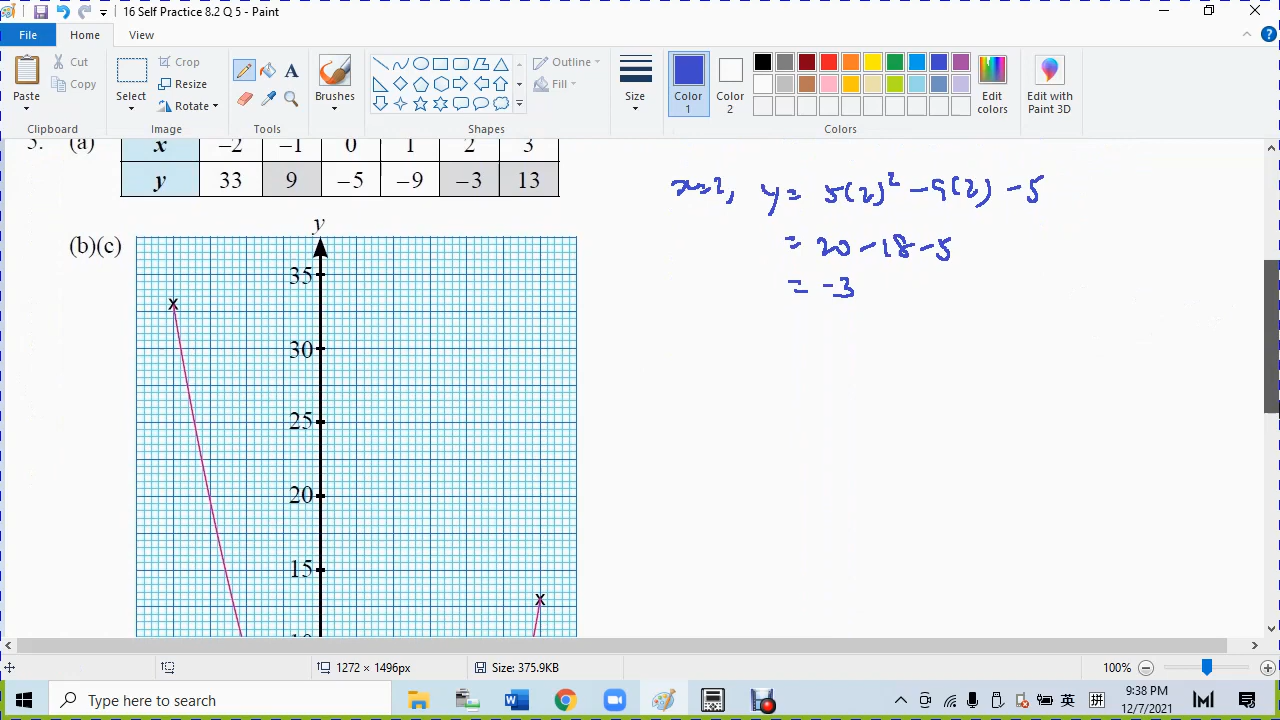 16 Self Practice 8.2 Q 5 - Paint
File Home View
Paste Cut Copy Clipboard
Select Crop Resize Rotate Image
Tools
Brushes
Outline Fill Shapes
Size
Color 1 Color 2 Edit colors Colors
Edit with Paint 3D
5. (a)
x −2 −1 0 1 2 3
y 33 9 −5 −9 −3 13
x=2, y = 5(2)² −9(2) −5
= 20 −18 −5
= −3
(b)(c)
y
35
30
25
20
15
10
1272 × 1496px Size: 375.9KB 100%
Type here to search
英 拼
9:38 PM
12/7/2021